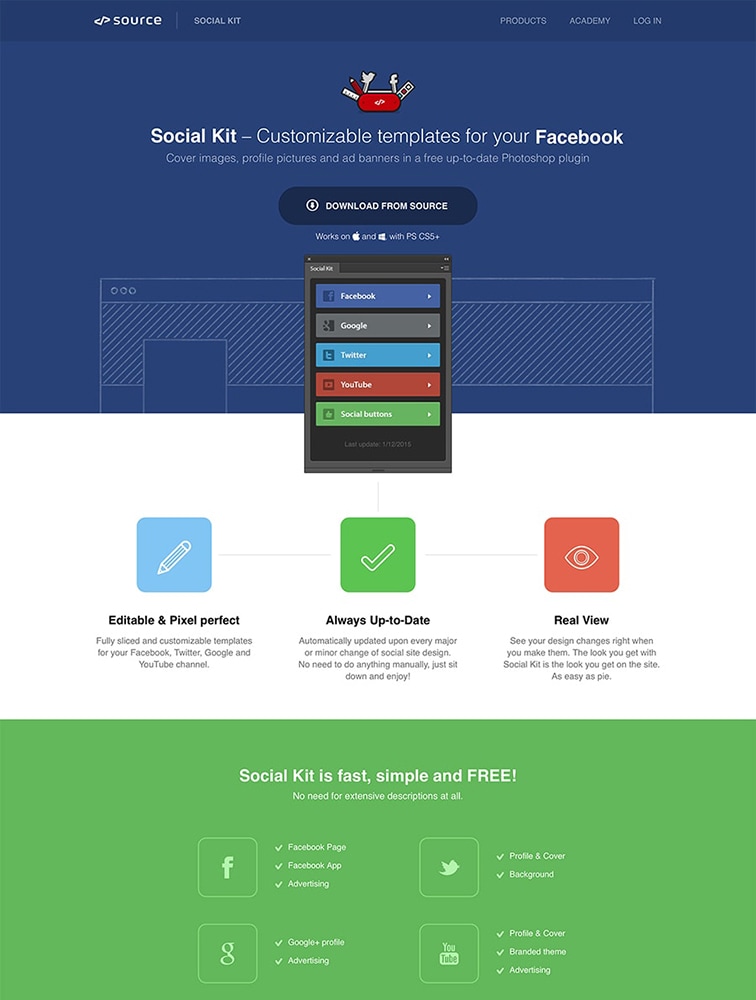 </> source
SOCIAL KIT
PRODUCTS
ACADEMY
LOG IN
</>
Social Kit – Customizable templates for your Facebook
Cover images, profile pictures and ad banners in a free up-to-date Photoshop plugin
DOWNLOAD FROM SOURCE
Works on and , with PS CS5+
Social Kit
Facebook
Google
Twitter
YouTube
Social buttons
Last update: 1/12/2015
Editable & Pixel perfect
Fully sliced and customizable templates
for your Facebook, Twitter, Google and
YouTube channel.
Always Up-to-Date
Automatically updated upon every major
or minor change of social site design.
No need to do anything manually, just sit
down and enjoy!
Real View
See your design changes right when
you make them. The look you get with
Social Kit is the look you get on the site.
As easy as pie.
Social Kit is fast, simple and FREE!
No need for extensive descriptions at all.
Facebook Page
Facebook App
Advertising
Profile & Cover
Background
Google+ profile
Advertising
You
Tube
Profile & Cover
Branded theme
Advertising